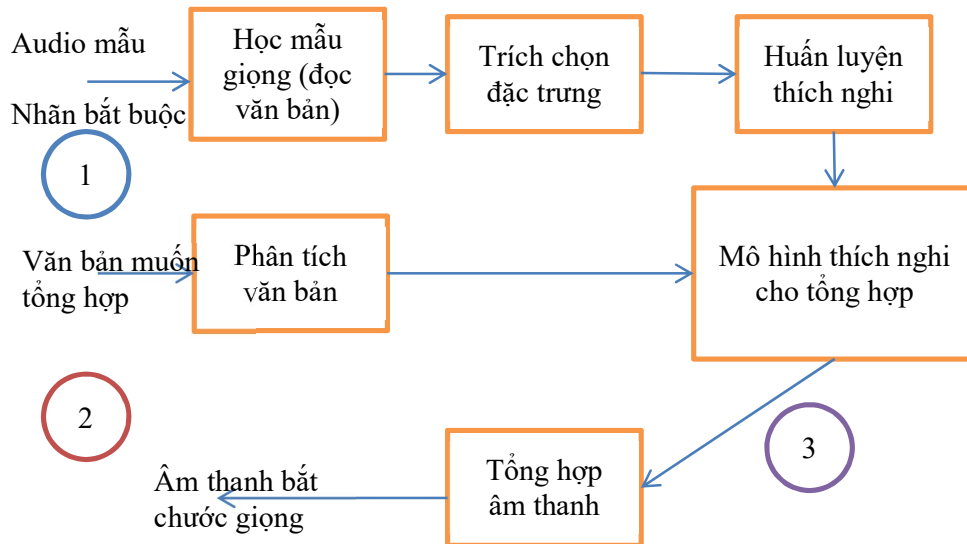 Audio mẫu
Nhãn bắt buộc
Học mẫu
giọng (đọc
văn bản)
Trích chọn
đặc trưng
Huấn luyện
thích nghi
1
Văn bản muốn
tổng hợp
Phân tích
văn bản
Mô hình thích nghi
cho tổng hợp
2
3
Âm thanh bắt
chước giọng
Tổng hợp
âm thanh